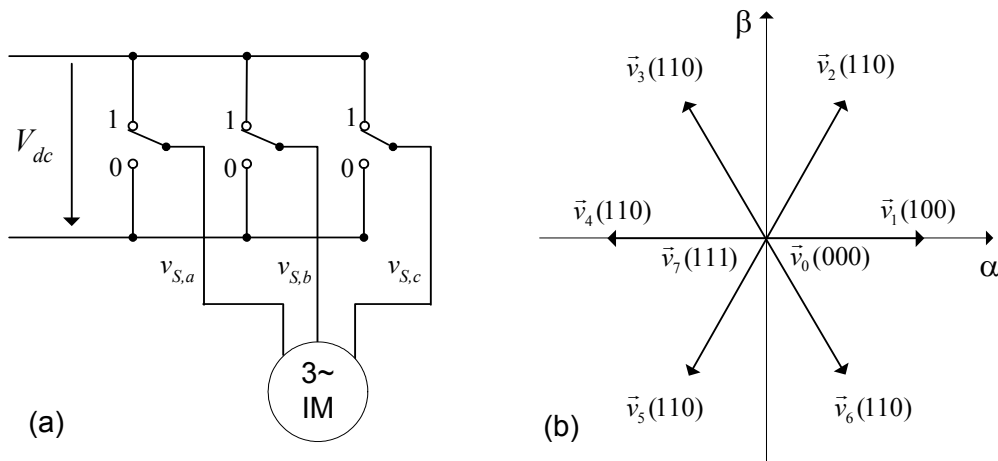 1
1
1
V_dc
0
0
0
v_S,a
v_S,b
v_S,c
3~
IM
(a)
β
v⃗_3(110)
v⃗_2(110)
v⃗_4(110)
v⃗_1(100)
v⃗_7(111)
v⃗_0(000)
α
v⃗_5(110)
v⃗_6(110)
(b)